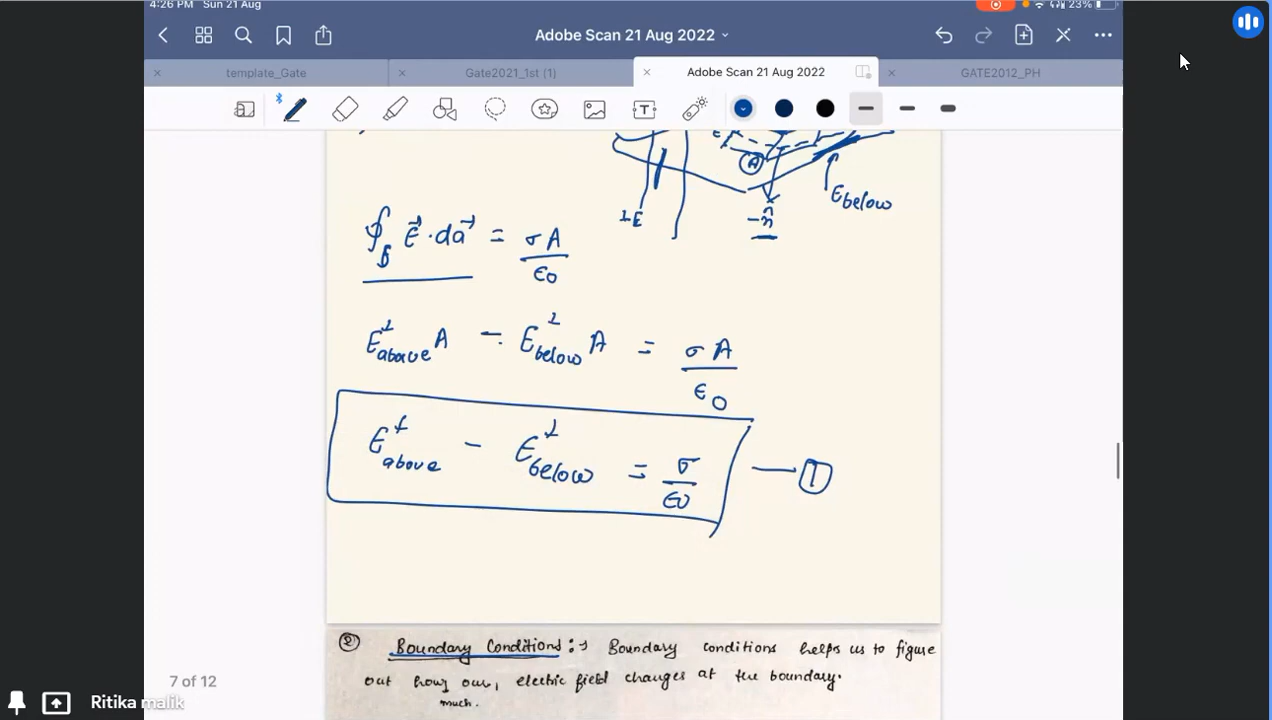 4:26 PM Sun 21 Aug
23%
Adobe Scan 21 Aug 2022
template_Gate
Gate2021_1st (1)
Adobe Scan 21 Aug 2022
GATE2012_PH
A
E below
-n̂
∮ E⃗ · da⃗ = σA/ε0
E⊥above A - E⊥below A = σA/ε0
E⊥above - E⊥below = σ/ε0 — ①
② Boundary Conditions :→ Boundary conditions helps us to figure
out how our, electric field changes at the boundary.
much.
7 of 12
Ritika malik